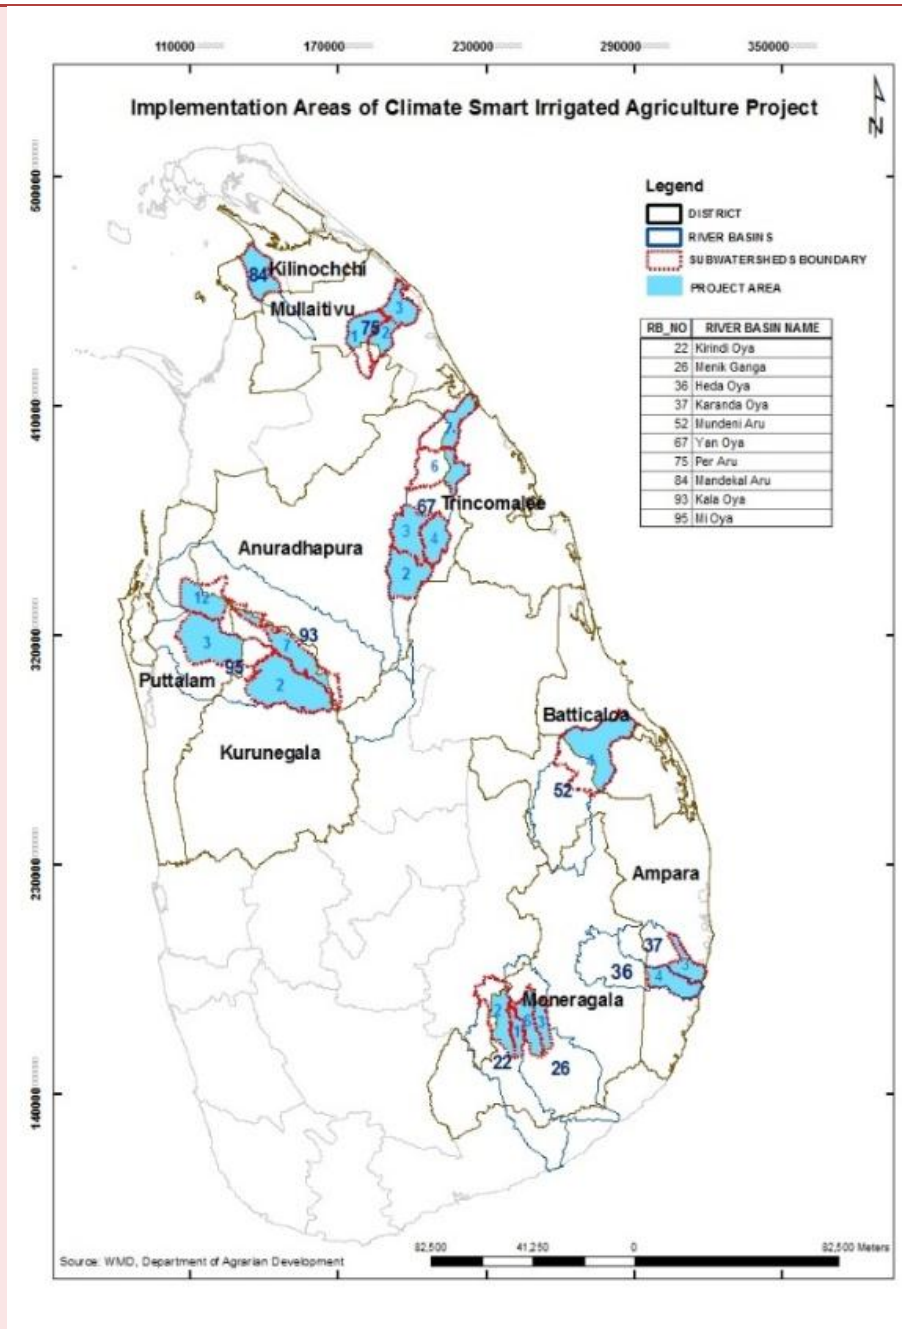 110000 170000 230000 290000 350000
Implementation Areas of Climate Smart Irrigated Agriculture Project
N
500000
410000
320000
230000
140000
Legend
DISTRICT
RIVER BASINS
SUBWATERSHEDS BOUNDARY
PROJECT AREA
RB_NO RIVER BASIN NAME
22 Kirindi Oya
26 Menik Ganga
36 Heda Oya
37 Karanda Oya
52 Mundeni Aru
67 Yan Oya
75 Per Aru
84 Mandekal Aru
93 Kala Oya
95 Mi Oya
84 Kilinochchi
Mullaitivu
3
75
1 2
7
6
67 Trincomalee
3 4
Anuradhapura
2
12
93
3 7
95
Puttalam 2
Batticaloa
Kurunegala
4
52
Ampara
37
36 4 3
Moneragala
2
1 3
22 26
82,500 41,250 0 82,500 Meters
Source: WMD, Department of Agrarian Development